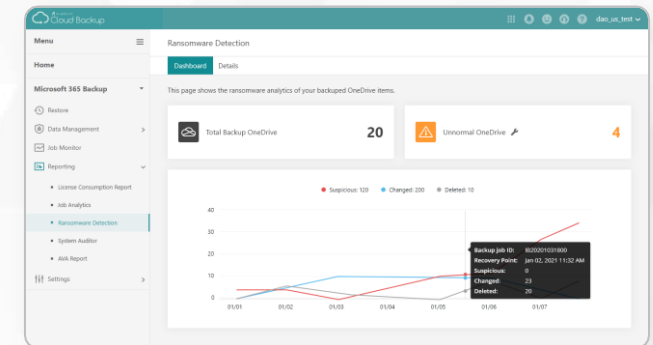 Cloud Backup
dao_us_test
Menu
Home
Microsoft 365 Backup
Restore
Data Management
Job Monitor
Reporting
License Consumption Report
Job Analytics
Ransomware Detection
System Auditor
AVA Report
Settings
Ransomware Detection
Dashboard Details
This page shows the ransomware analytics of your backuped OneDrive items.
Total Backup OneDrive 20
Unnormal OneDrive 4
Suspicious: 120 Changed: 200 Deleted: 10
40
30
20
10
0
01/01 01/02 01/03 01/04 01/05 01/06 01/07
Backup job ID: IB20201031800
Recovery Point: Jan 02, 2021 11:32 AM
Suspicious: 0
Changed: 23
Deleted: 20